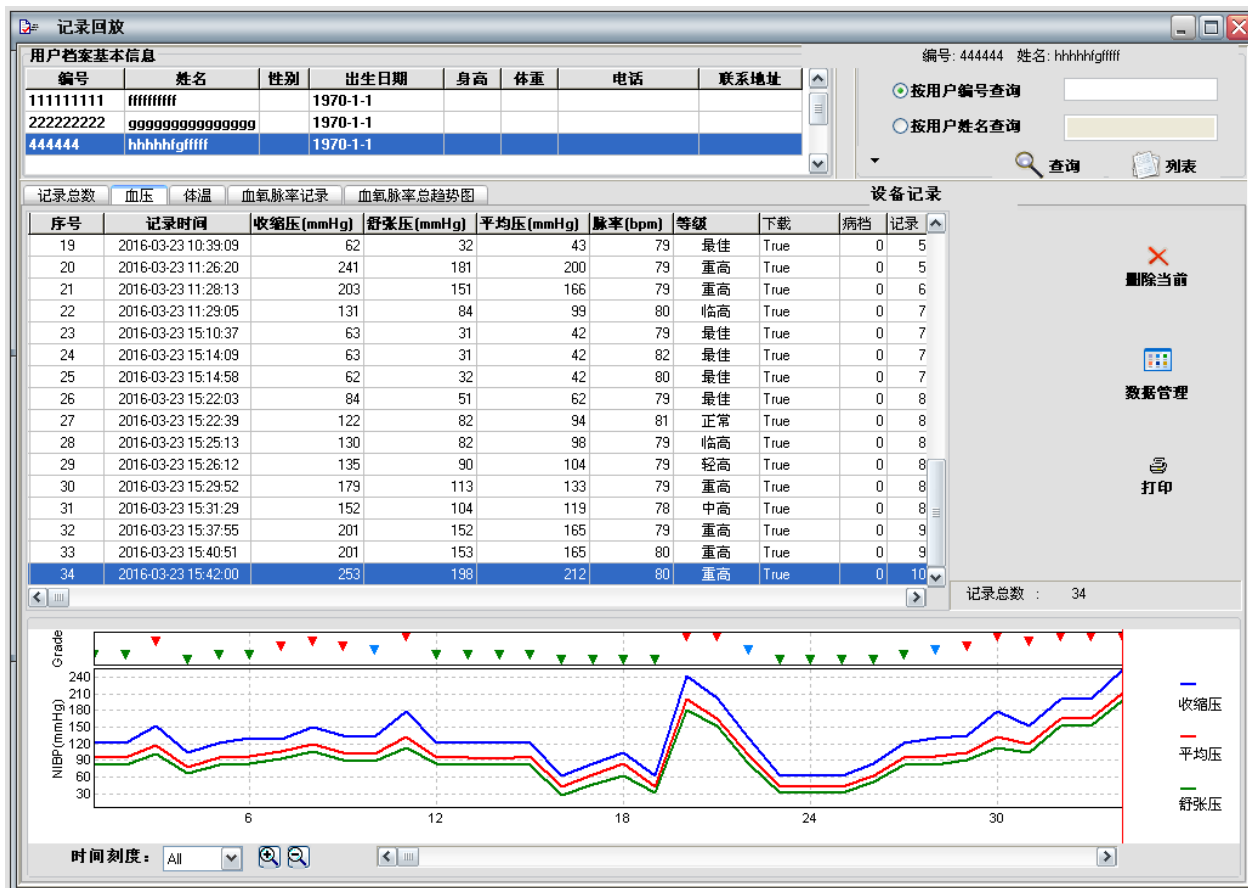 记录回放
用户档案基本信息
编号: 444444 姓名: hhhhhfgfffff
编号 姓名 性别 出生日期 身高 体重 电话 联系地址
111111111 ffffffffff 1970-1-1
222222222 ggggggggggggggg 1970-1-1
444444 hhhhhfgfffff 1970-1-1
按用户编号查询
按用户姓名查询
查询 列表
记录总数 血压 体温 血氧脉率记录 血氧脉率总趋势图 设备记录
序号 记录时间 收缩压(mmHg) 舒张压(mmHg) 平均压(mmHg) 脉率(bpm) 等级 下载 病档 记录
19 2016-03-23 10:39:09 62 32 43 79 最佳 True 0 5
20 2016-03-23 11:26:20 241 181 200 79 重高 True 0 5
21 2016-03-23 11:28:13 203 151 166 79 重高 True 0 6
22 2016-03-23 11:29:05 131 84 99 80 临高 True 0 7
23 2016-03-23 15:10:37 63 31 42 79 最佳 True 0 7
24 2016-03-23 15:14:09 63 31 42 82 最佳 True 0 7
25 2016-03-23 15:14:58 62 32 42 80 最佳 True 0 7
26 2016-03-23 15:22:03 84 51 62 79 最佳 True 0 8
27 2016-03-23 15:22:39 122 82 94 81 正常 True 0 8
28 2016-03-23 15:25:13 130 82 98 79 临高 True 0 8
29 2016-03-23 15:26:12 135 90 104 79 轻高 True 0 8
30 2016-03-23 15:29:52 179 113 133 79 重高 True 0 8
31 2016-03-23 15:31:29 152 104 119 78 中高 True 0 8
32 2016-03-23 15:37:55 201 152 165 79 重高 True 0 9
33 2016-03-23 15:40:51 201 153 165 80 重高 True 0 9
34 2016-03-23 15:42:00 253 198 212 80 重高 True 0 10
删除当前
数据管理
打印
记录总数 : 34
Grade
NIBP(mmHg)
240
210
180
150
120
90
60
30
6 12 18 24 30
收缩压
平均压
舒张压
时间刻度： All